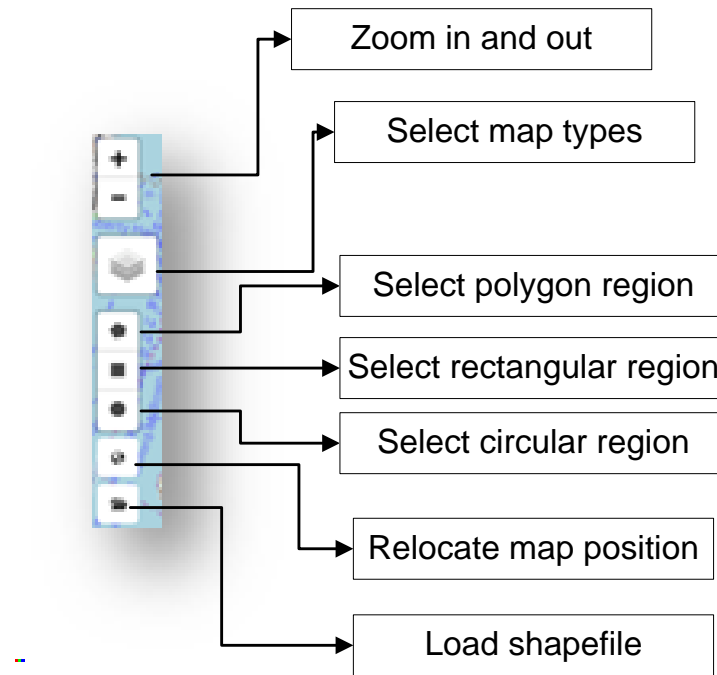 Zoom in and out
Select map types
+
-
Select polygon region
Select rectangular region
Select circular region
Relocate map position
Load shapefile